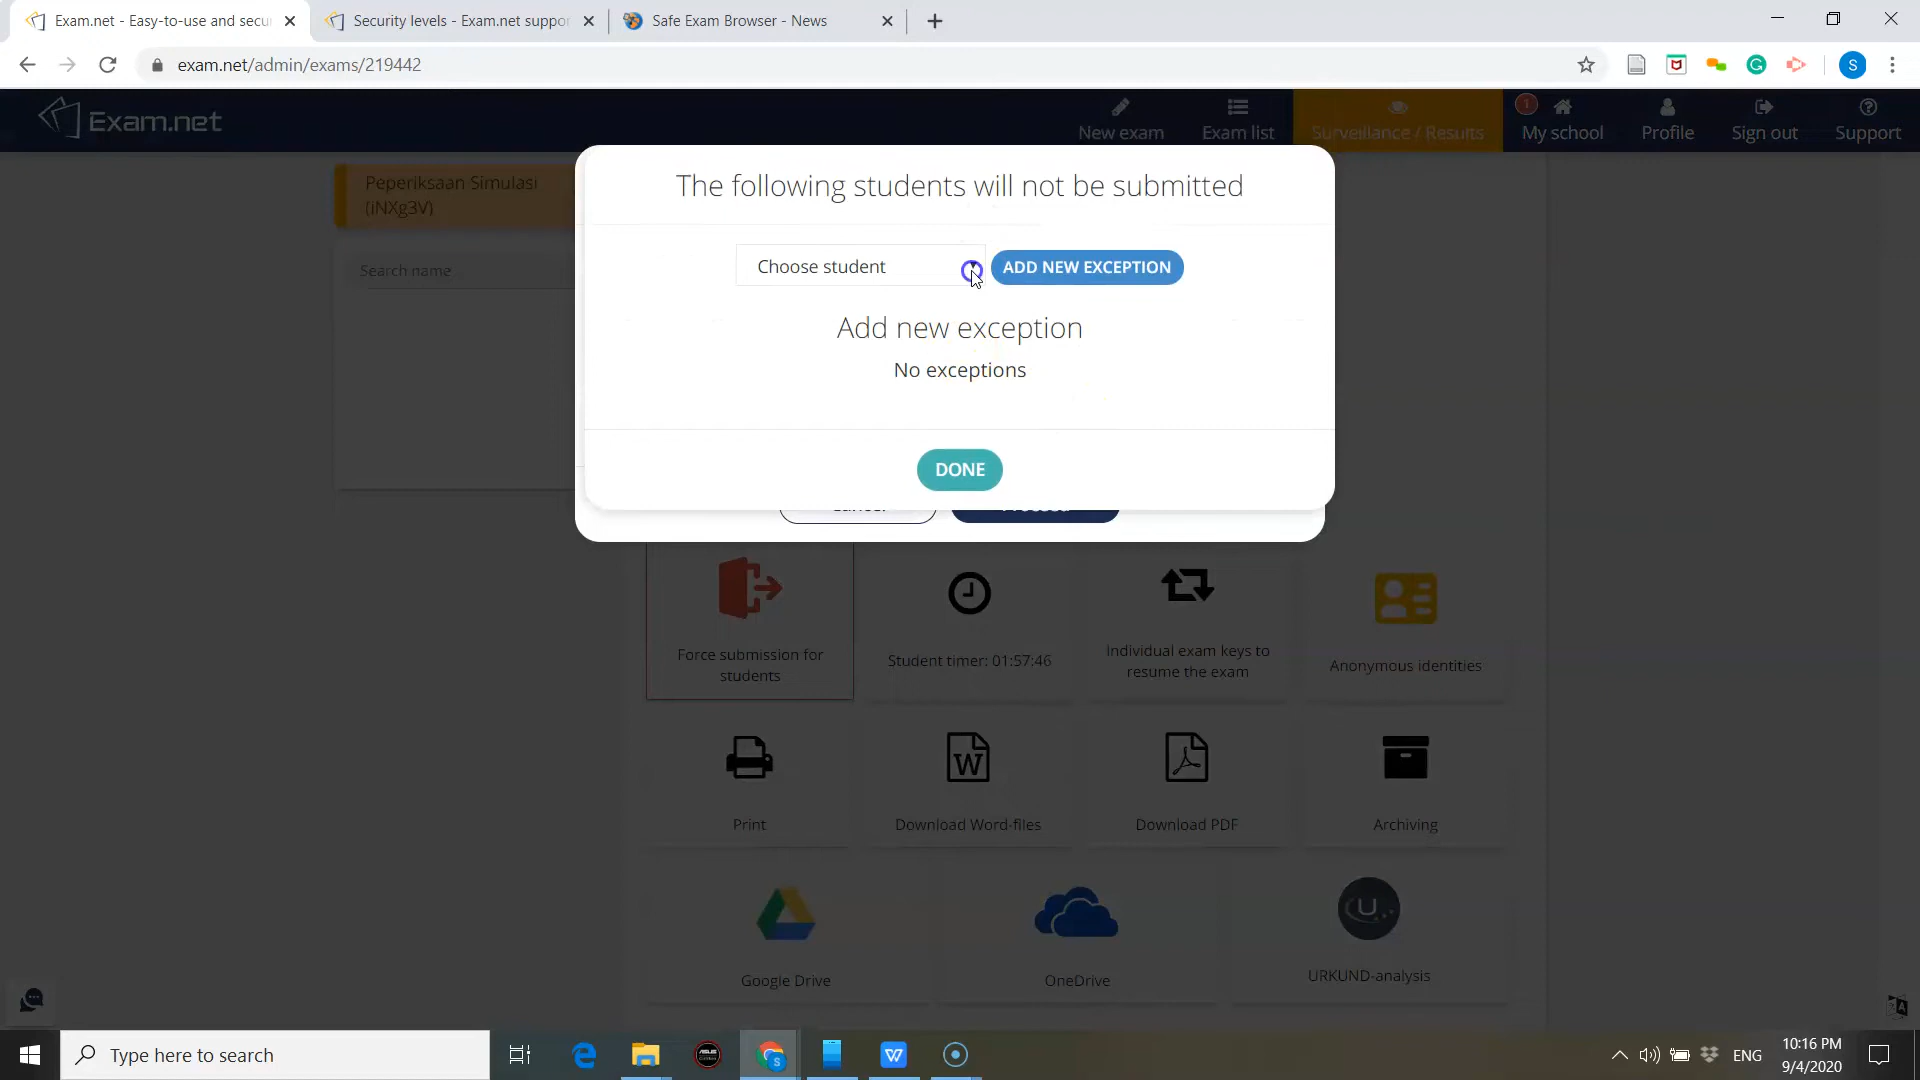 Exam.net - Easy-to-use and secu
Security levels - Exam.net suppo
Safe Exam Browser - News
exam.net/admin/exams/219442
S
Exam.net
New exam
Exam list
Surveillance / Results
1
My school
Profile
Sign out
Support
Peperiksaan Simulasi
(iNXg3V)
Search name
The following students will not be submitted
Choose student
ADD NEW EXCEPTION
Add new exception
No exceptions
DONE
Cancel
Proceed
Force submission for
students
Student timer: 01:57:46
Individual exam keys to
resume the exam
Anonymous identities
Print
Download Word-files
Download PDF
Archiving
Google Drive
OneDrive
URKUND-analysis
Type here to search
ENG
10:16 PM
9/4/2020